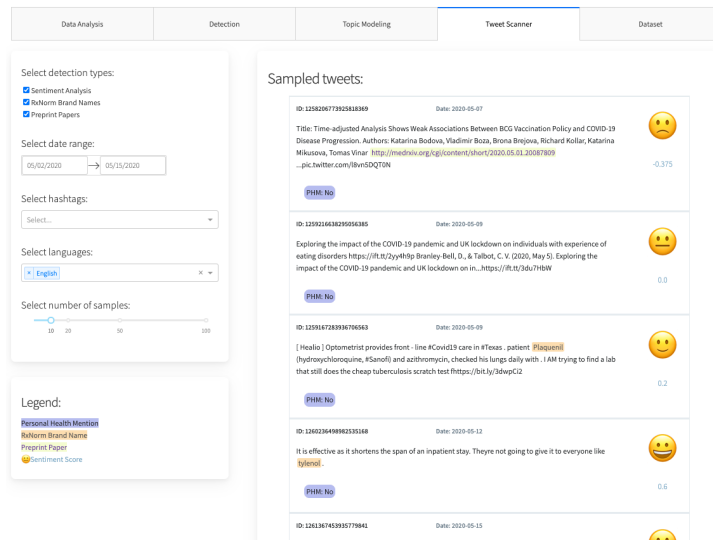 Data Analysis
Detection
Topic Modeling
Tweet Scanner
Dataset
Select detection types:
Sentiment Analysis
RxNorm Brand Names
Preprint Papers
Select date range:
05/02/2020
05/15/2020
Select hashtags:
Select...
Select languages:
× English
Select number of samples:
10 20 50 100
Legend:
Personal Health Mention
RxNorm Brand Name
Preprint Paper
Sentiment Score
Sampled tweets:
ID: 1258206773925818369 Date: 2020-05-07
Title: Time-adjusted Analysis Shows Weak Associations Between BCG Vaccination Policy and COVID-19
Disease Progression. Authors: Katarina Bodova, Vladimir Boza, Brona Brejova, Richard Kollar, Katarina
Mikusova, Tomas Vinar http://medrxiv.org/cgi/content/short/2020.05.01.20087809
...pic.twitter.com/l8vn5DQT0N
-0.375
PHM: No
ID: 1259216638295056385 Date: 2020-05-09
Exploring the impact of the COVID-19 pandemic and UK lockdown on individuals with experience of
eating disorders https://ift.tt/2yy4h9p Branley-Bell, D., & Talbot, C. V. (2020, May 5). Exploring the
impact of the COVID-19 pandemic and UK lockdown on in...https://ift.tt/3du7HbW
0.0
PHM: No
ID: 1259167283936706563 Date: 2020-05-09
[ Healio ] Optometrist provides front - line #Covid19 care in #Texas . patient Plaquenil
(hydroxychloroquine, #Sanofi) and azithromycin, checked his lungs daily with . I AM trying to find a lab
that still does the cheap tuberculosis scratch test fhttps://bit.ly/3dwpCi2
0.2
PHM: No
ID: 1260236498982535168 Date: 2020-05-12
It is effective as it shortens the span of an inpatient stay. Theyre not going to give it to everyone like
tylenol .
0.6
PHM: No
ID: 1261367453935779841 Date: 2020-05-15